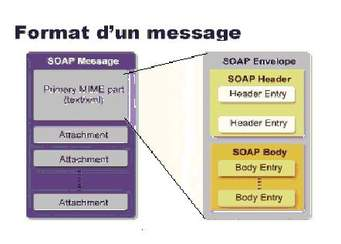 Format d'un message
SOAP Message
Primary MIME part
(text/xml)
Attachment
Attachment
Attachment
SOAP Envelope
SOAP Header
Header Entry
Header Entry
SOAP Body
Body Entry
Body Entry